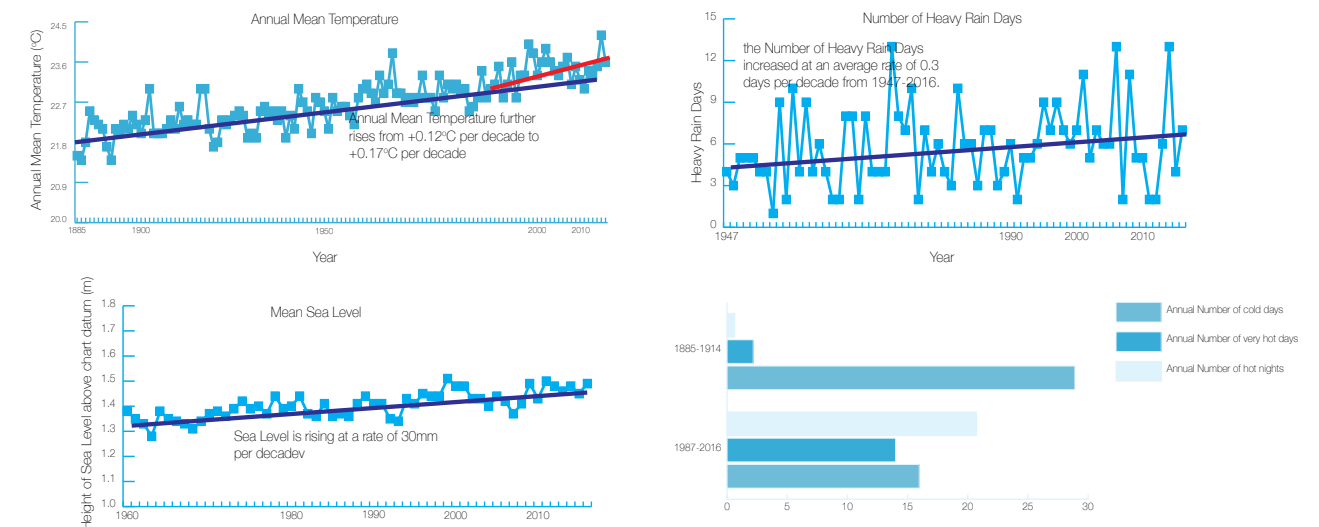 Annual Mean Temperature
Annual Mean Temperature (ºC)
24.5
23.6
22.7
21.8
20.9
20.0
1885
1900
1950
2000
2010
Year
Annual Mean Temperature further
rises from +0.12ºC per decade to
+0.17ºC per decade
Number of Heavy Rain Days
Heavy Rain Days
15
12
9
6
3
0
1947
1990
2000
2010
Year
the Number of Heavy Rain Days
increased at an average rate of 0.3
days per decade from 1947-2016.
Mean Sea Level
Height of Sea Level above chart datum (m)
1.8
1.7
1.6
1.5
1.4
1.3
1.2
1.1
1.0
1960
1980
1990
2000
2010
Sea Level is rising at a rate of 30mm
per decadev
1885-1914
1987-2016
0
5
10
15
20
25
30
Annual Number of cold days
Annual Number of very hot days
Annual Number of hot nights